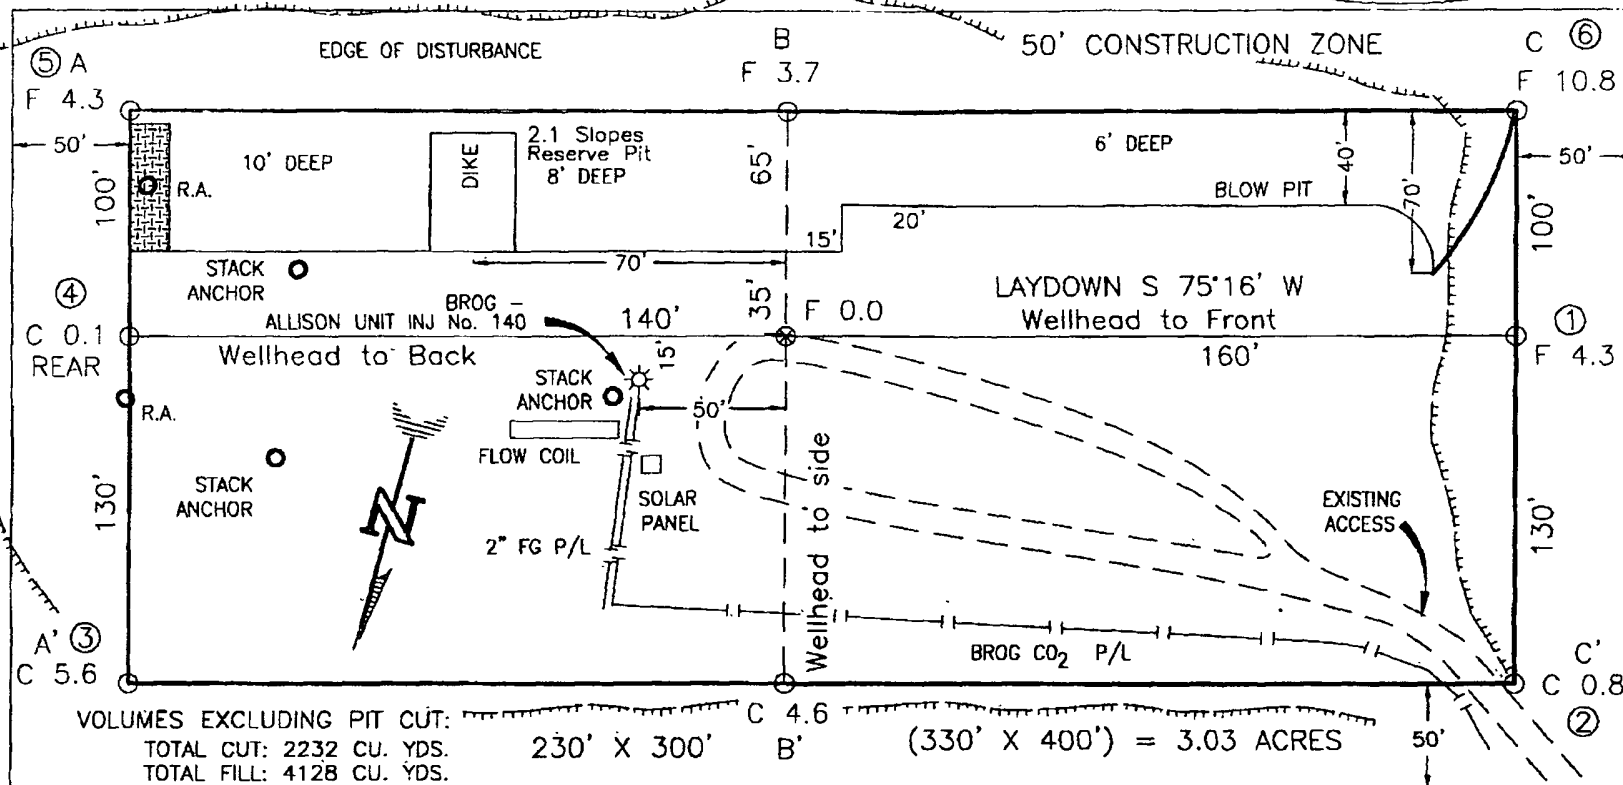 EDGE OF DISTURBANCE
B
50' CONSTRUCTION ZONE
C ⑥
⑤ A
F 4.3
F 3.7
F 10.8
50'
100'
10' DEEP
R.A.
DIKE
2.1 Slopes
Reserve Pit
8' DEEP
65'
6' DEEP
40'
70'
BLOW PIT
50'
100'
15'
20'
STACK
ANCHOR
70'
35'
④
C 0.1
REAR
BROG -
ALLISON UNIT INJ No. 140
140'
F 0.0
LAYDOWN S 75°16' W
Wellhead to Front
160'
①
F 4.3
Wellhead to Back
15'
R.A.
STACK
ANCHOR
50'
FLOW COIL
STACK
ANCHOR
SOLAR
PANEL
N
130'
2" FG P/L
Wellhead to side
EXISTING
ACCESS
130'
BROG CO₂ P/L
A' ③
C 5.6
C'
C 0.8
②
VOLUMES EXCLUDING PIT CUT:
TOTAL CUT: 2232 CU. YDS.
TOTAL FILL: 4128 CU. YDS.
230' X 300'
C 4.6
B'
(330' X 400') = 3.03 ACRES
50'